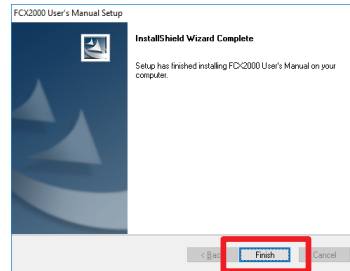 FCX2000 User's Manual Setup
InstallShield Wizard Complete
Setup has finished installing FCX2000 User's Manual on your
computer.
Finish
Cancel